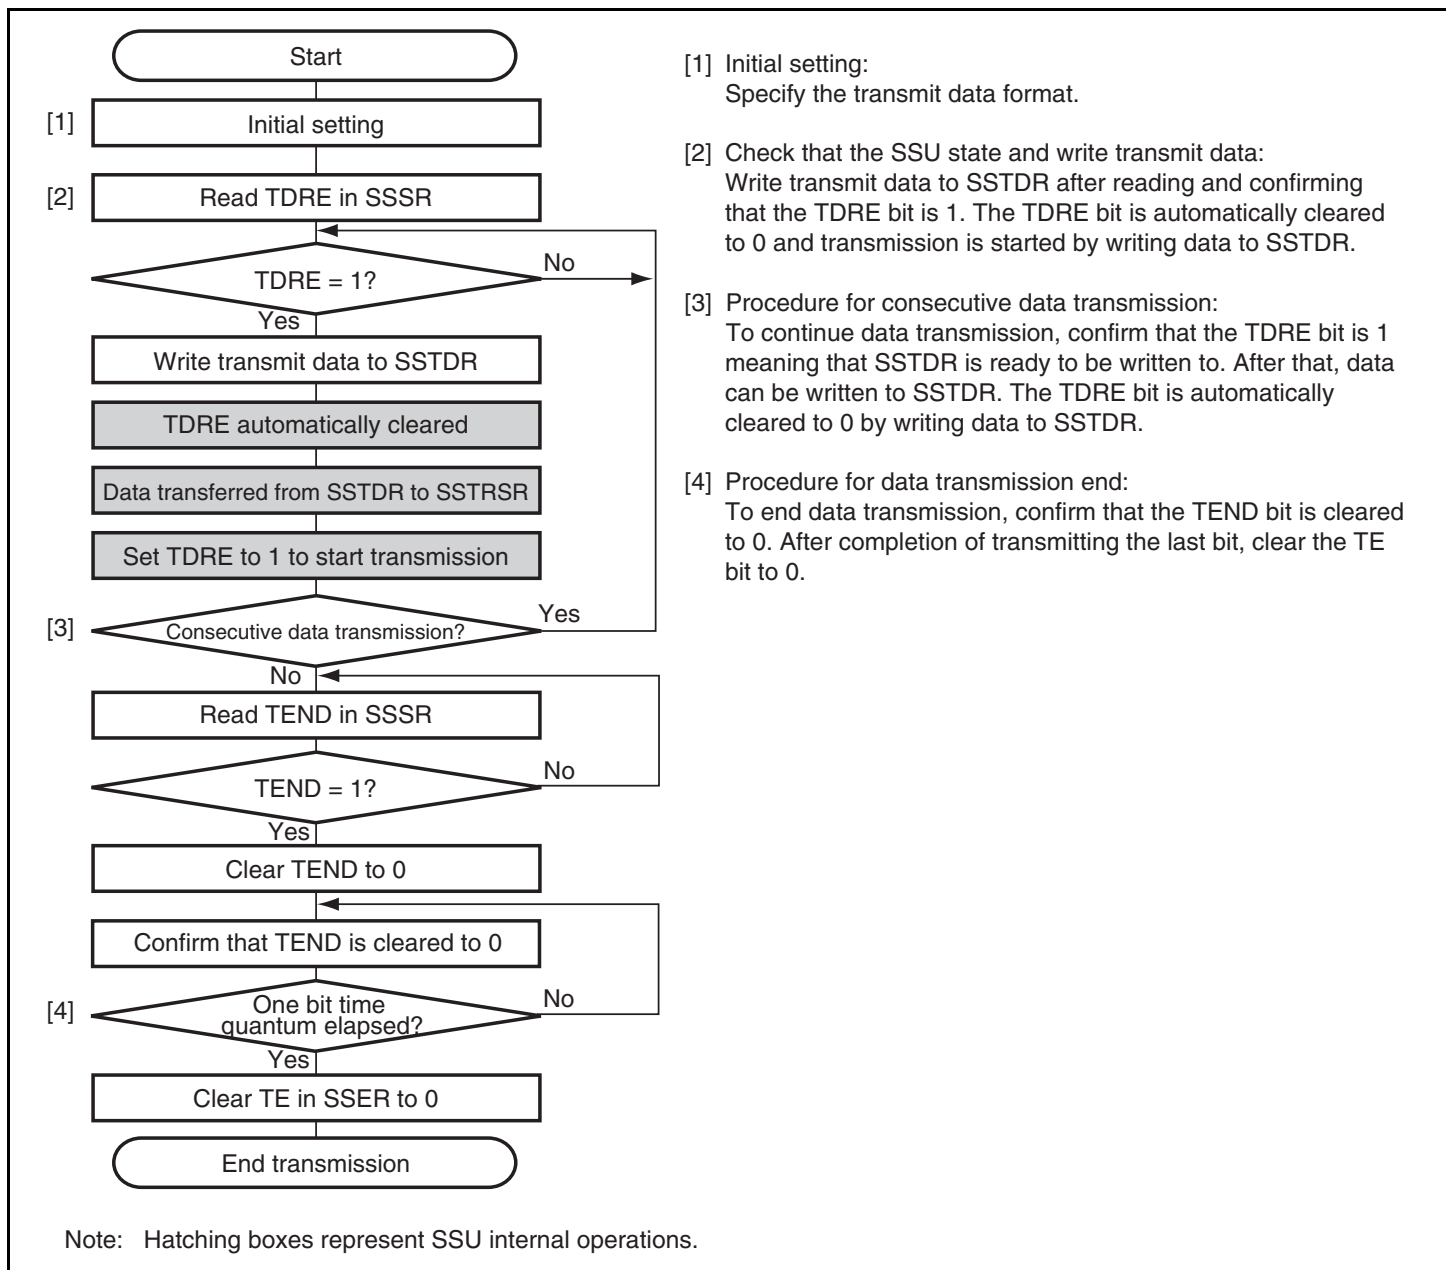 Start
[1] Initial setting
[2] Read TDRE in SSSR
TDRE = 1?
No
Yes
Write transmit data to SSTDR
TDRE automatically cleared
Data transferred from SSTDR to SSTRSR
Set TDRE to 1 to start transmission
[3] Consecutive data transmission?
Yes
No
Read TEND in SSSR
TEND = 1?
No
Yes
Clear TEND to 0
Confirm that TEND is cleared to 0
[4] One bit time
quantum elapsed?
No
Yes
Clear TE in SSER to 0
End transmission
[1] Initial setting:
Specify the transmit data format.
[2] Check that the SSU state and write transmit data:
Write transmit data to SSTDR after reading and confirming
that the TDRE bit is 1. The TDRE bit is automatically cleared
to 0 and transmission is started by writing data to SSTDR.
[3] Procedure for consecutive data transmission:
To continue data transmission, confirm that the TDRE bit is 1
meaning that SSTDR is ready to be written to. After that, data
can be written to SSTDR. The TDRE bit is automatically
cleared to 0 by writing data to SSTDR.
[4] Procedure for data transmission end:
To end data transmission, confirm that the TEND bit is cleared
to 0. After completion of transmitting the last bit, clear the TE
bit to 0.
Note: Hatching boxes represent SSU internal operations.